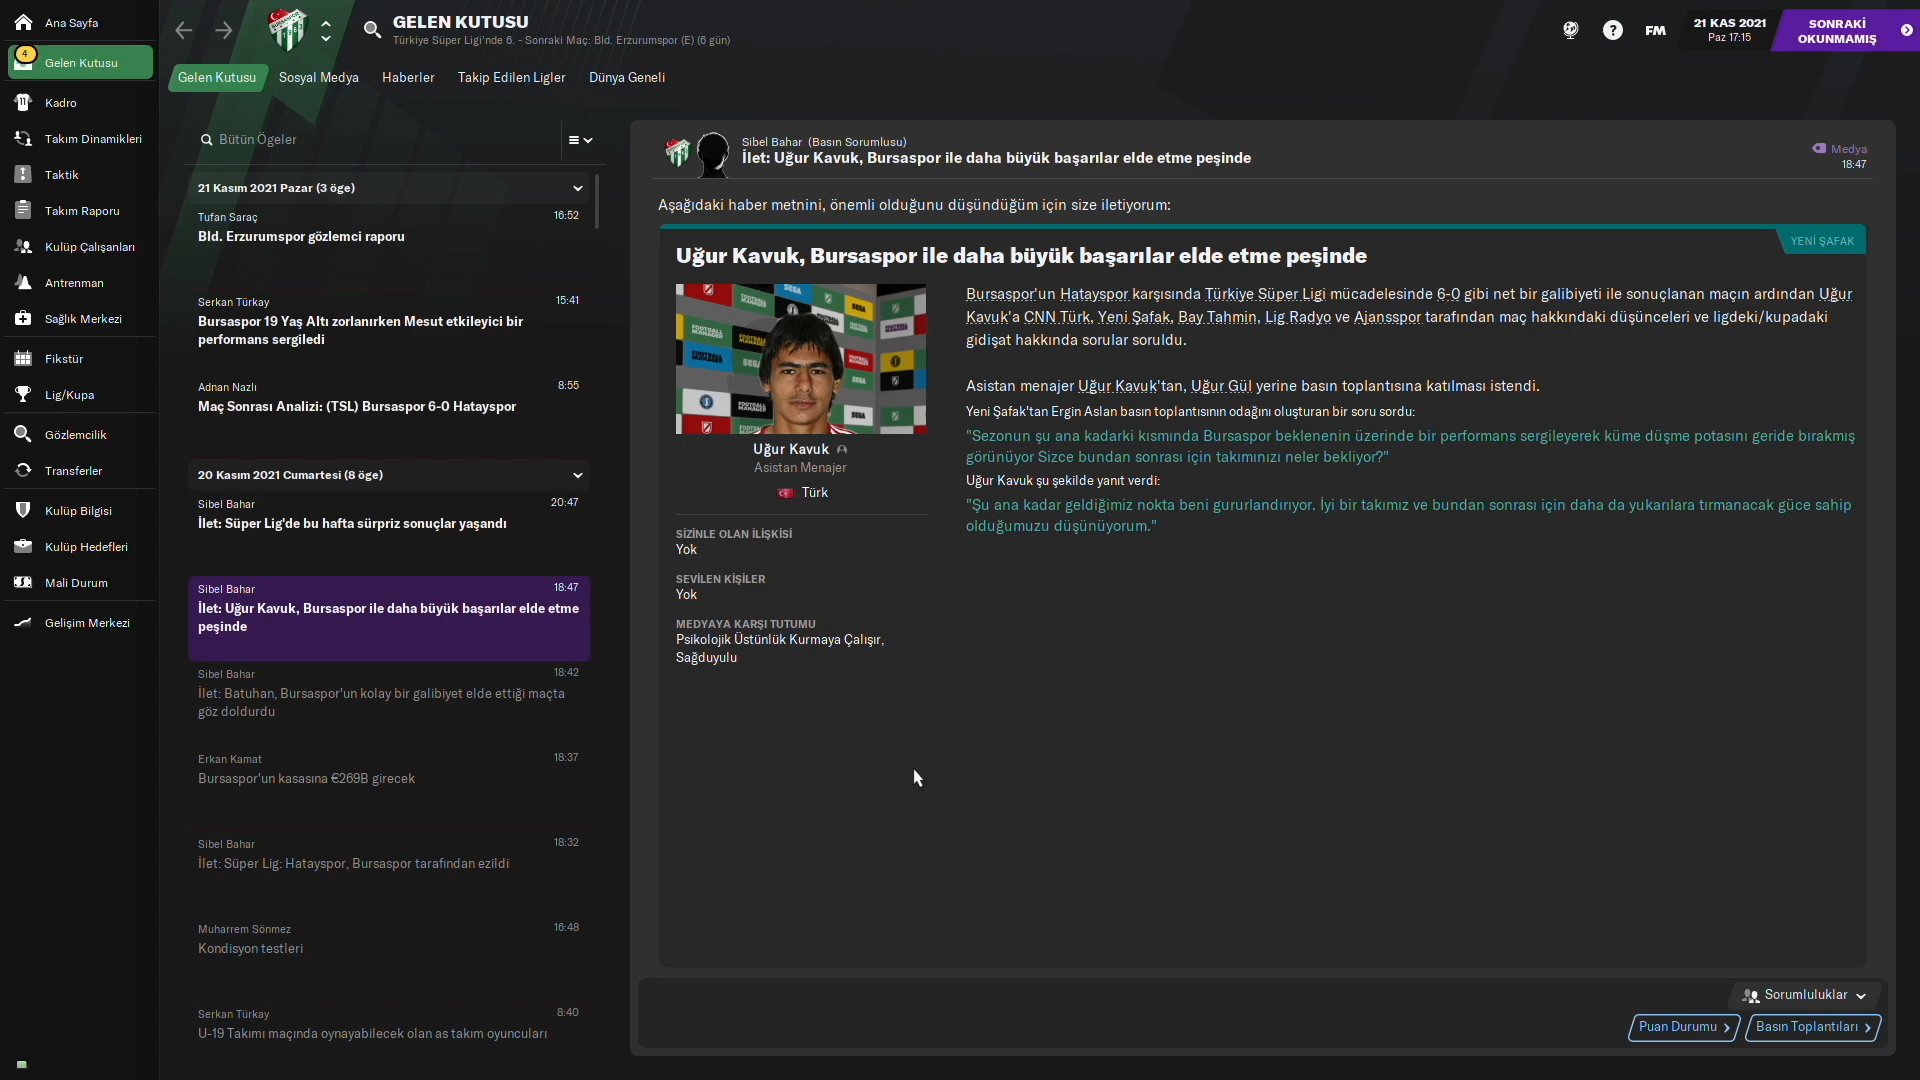 Ana Sayfa
4
Gelen Kutusu
Kadro
Takım Dinamikleri
Taktik
Takım Raporu
Kulüp Çalışanları
Antrenman
Sağlık Merkezi
Fikstür
Lig/Kupa
Gözlemcilik
Transferler
Kulüp Bilgisi
Kulüp Hedefleri
Mali Durum
Gelişim Merkezi
GELEN KUTUSU
Türkiye Süper Ligi'nde 6. - Sonraki Maç: Bld. Erzurumspor (E) (6 gün)
FM
21 KAS 2021
Paz 17:15
SONRAKİ
OKUNMAMIŞ
Gelen Kutusu Sosyal Medya Haberler Takip Edilen Ligler Dünya Geneli
Bütün Ögeler
21 Kasım 2021 Pazar (3 öge)
Tufan Saraç 16:52
Bld. Erzurumspor gözlemci raporu
Serkan Türkay 15:41
Bursaspor 19 Yaş Altı zorlanırken Mesut etkileyici bir
performans sergiledi
Adnan Nazlı 8:55
Maç Sonrası Analizi: (TSL) Bursaspor 6-0 Hatayspor
20 Kasım 2021 Cumartesi (8 öge)
Sibel Bahar 20:47
İlet: Süper Lig'de bu hafta sürpriz sonuçlar yaşandı
Sibel Bahar 18:47
İlet: Uğur Kavuk, Bursaspor ile daha büyük başarılar elde etme
peşinde
Sibel Bahar 18:42
İlet: Batuhan, Bursaspor'un kolay bir galibiyet elde ettiği maçta
göz doldurdu
Erkan Kamat 18:37
Bursaspor'un kasasına €269B girecek
Sibel Bahar 18:32
İlet: Süper Lig: Hatayspor, Bursaspor tarafından ezildi
Muharrem Sönmez 16:48
Kondisyon testleri
Serkan Türkay 8:40
U-19 Takımı maçında oynayabilecek olan as takım oyuncuları
Sibel Bahar (Basın Sorumlusu)
İlet: Uğur Kavuk, Bursaspor ile daha büyük başarılar elde etme peşinde
Medya
18:47
Aşağıdaki haber metnini, önemli olduğunu düşündüğüm için size iletiyorum:
YENİ ŞAFAK
Uğur Kavuk, Bursaspor ile daha büyük başarılar elde etme peşinde
Uğur Kavuk
Asistan Menajer
Türk
SİZİNLE OLAN İLİŞKİSİ
Yok
SEVİLEN KİŞİLER
Yok
MEDYAYA KARŞI TUTUMU
Psikolojik Üstünlük Kurmaya Çalışır,
Sağduyulu
Bursaspor'un Hatayspor karşısında Türkiye Süper Ligi mücadelesinde 6-0 gibi net bir galibiyeti ile sonuçlanan maçın ardından Uğur
Kavuk'a CNN Türk, Yeni Şafak, Bay Tahmin, Lig Radyo ve Ajansspor tarafından maç hakkındaki düşünceleri ve ligdeki/kupadaki
gidişat hakkında sorular soruldu.
Asistan menajer Uğur Kavuk'tan, Uğur Gül yerine basın toplantısına katılması istendi.
Yeni Şafak'tan Ergin Aslan basın toplantısının odağını oluşturan bir soru sordu:
"Sezonun şu ana kadarki kısmında Bursaspor beklenenin üzerinde bir performans sergileyerek küme düşme potasını geride bırakmış
görünüyor Sizce bundan sonrası için takımınızı neler bekliyor?"
Uğur Kavuk şu şekilde yanıt verdi:
"Şu ana kadar geldiğimiz nokta beni gururlandırıyor. İyi bir takımız ve bundan sonrası için daha da yukarılara tırmanacak güce sahip
olduğumuzu düşünüyorum."
Sorumluluklar
Puan Durumu
Basın Toplantıları